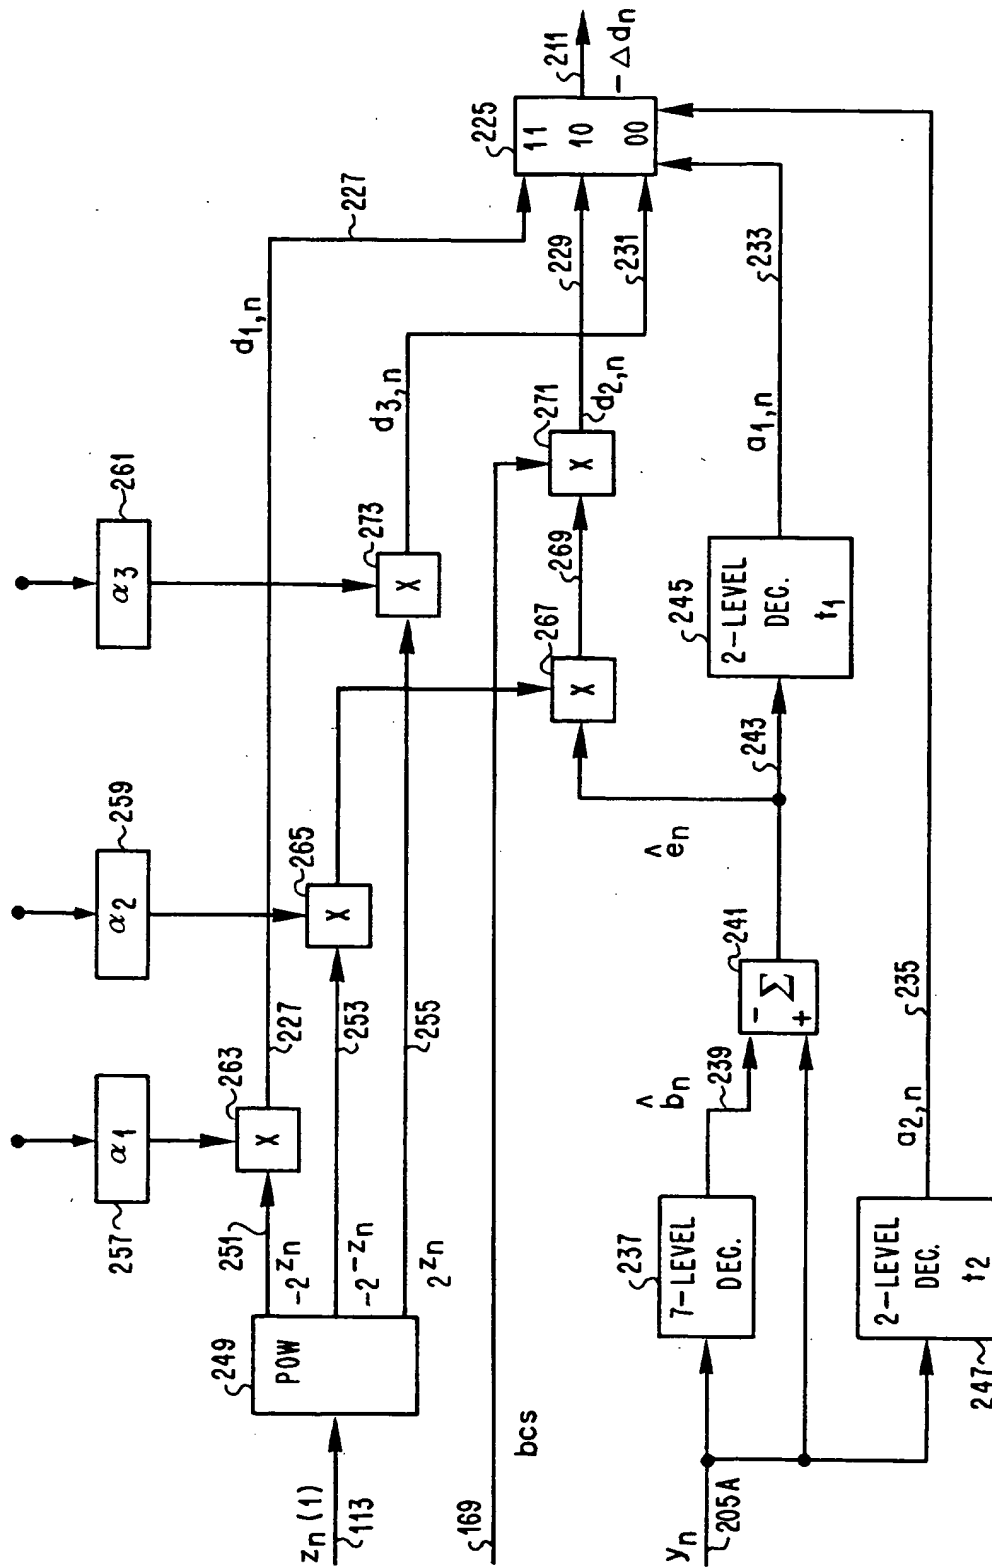 261
α3
259
α2
257
α1
d1,n
227
225
211
11
10
00
-Δdn
273
X
d3,n
265
X
227
263
X
251
249
POW
-2^zn
-2^-zn
2^zn
253
255
zn(1)
113
229
231
271
X
d2,n
269
267
X
bcs
169
245
2-LEVEL
DEC.
t1
a1,n
233
243
ên
241
-
Σ
+
b̂n
239
237
7-LEVEL
DEC.
yn
205A
247
2-LEVEL
DEC.
t2
a2,n
235